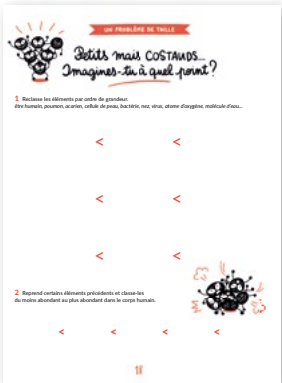 UN PROBLÈME DE TAILLE
Petits mais COSTAUDS...
Imagines-tu à quel point ?
1 Reclasse les éléments par ordre de grandeur.
être humain, poumon, acarien, cellule de peau, bactérie, nez, virus, atome d'oxygène, molécule d'eau...
< <
< <
< <
2 Reprend certains éléments précédents et classe-les
du moins abondant au plus abondant dans le corps humain.
< < < <
18